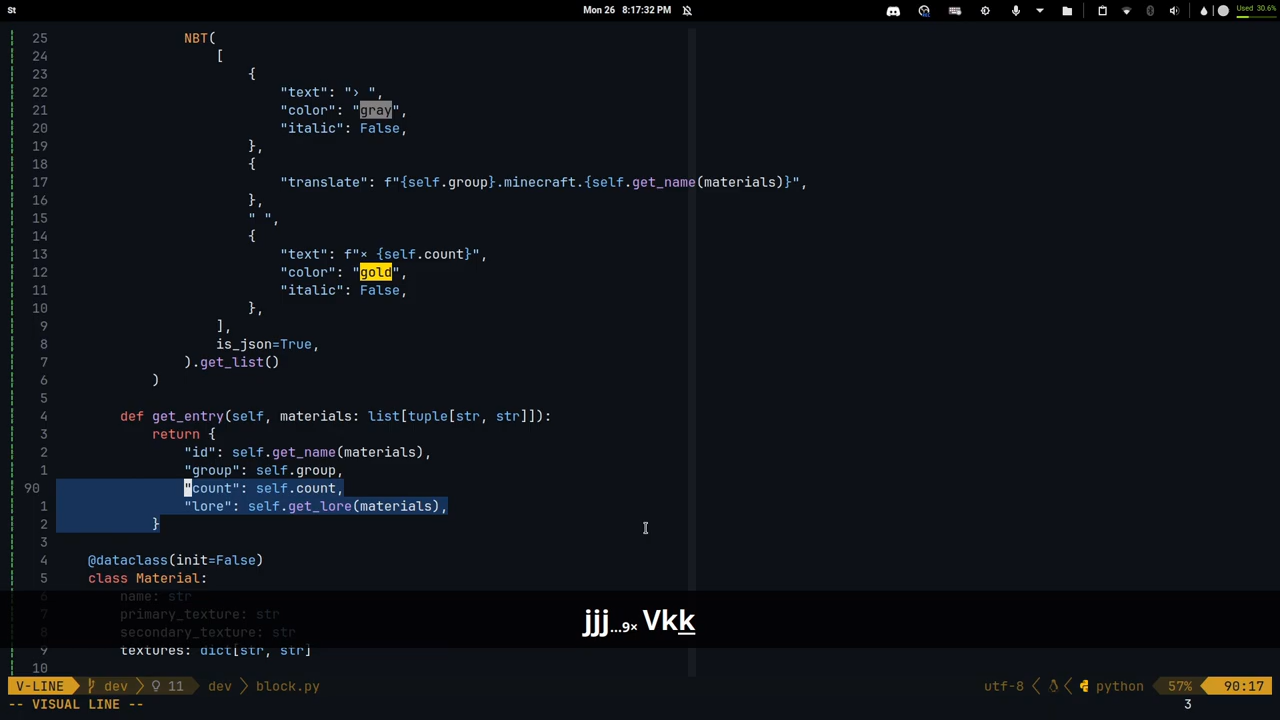 St Mon 26 8:17:32 PM Used 30.6%
25 NBT(
24 [
23 {
22 "text": "› ",
21 "color": "gray",
20 "italic": False,
19 },
18 {
17 "translate": f"{self.group}.minecraft.{self.get_name(materials)}",
16 },
15 " ",
14 {
13 "text": f"× {self.count}",
12 "color": "gold",
11 "italic": False,
10 },
9 ],
8 is_json=True,
7 ).get_list()
6 )
5
4 def get_entry(self, materials: list[tuple[str, str]]):
3 return {
2 "id": self.get_name(materials),
1 "group": self.group,
90 "count": self.count,
1 "lore": self.get_lore(materials),
2 }
3
4 @dataclass(init=False)
5 class Material:
6 name: str
7 primary_texture: str
8 secondary_texture: str
9 textures: dict[str, str]
10
jjj...9× Vkk
V-LINE dev 11 dev block.py utf-8 python 57% 90:17
-- VISUAL LINE -- 3